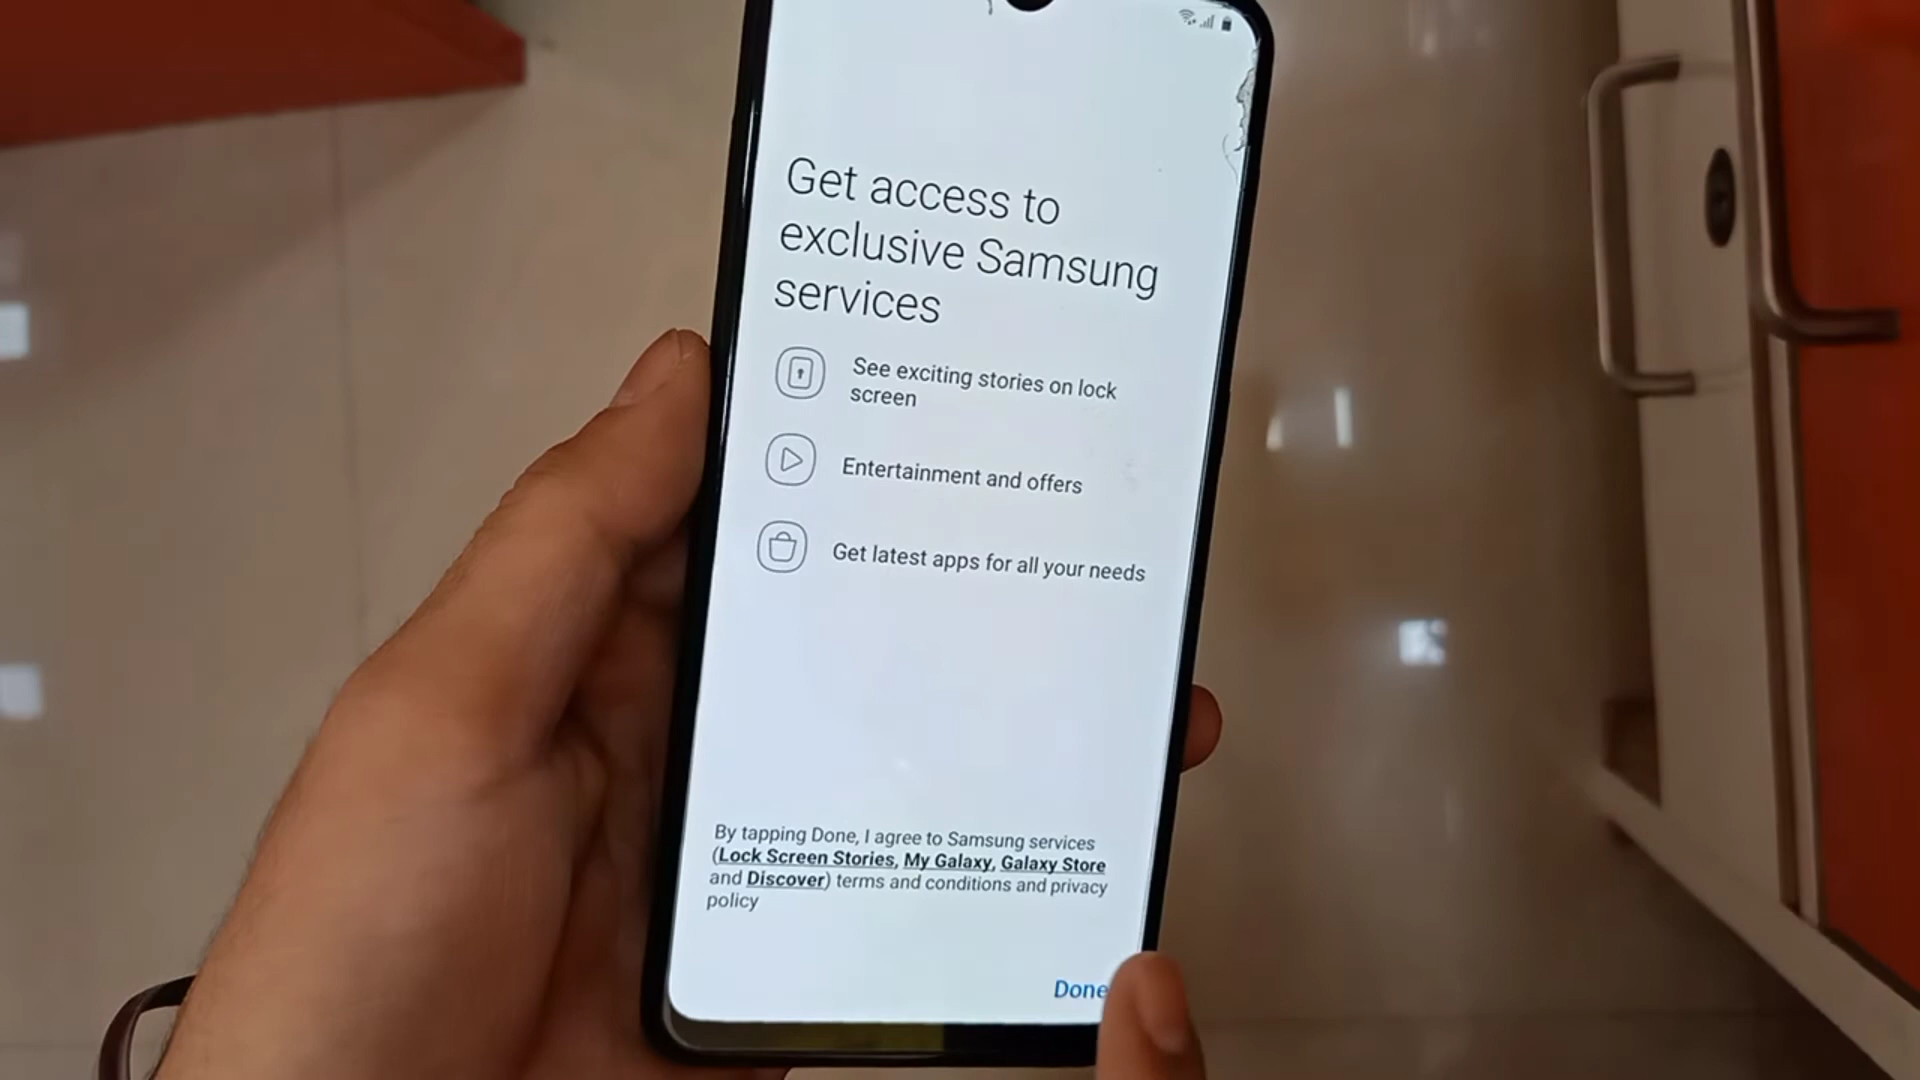 Get access to
exclusive Samsung
services
See exciting stories on lock
screen
Entertainment and offers
Get latest apps for all your needs
By tapping Done, I agree to Samsung services
(Lock Screen Stories, My Galaxy, Galaxy Store
and Discover) terms and conditions and privacy
policy
Done